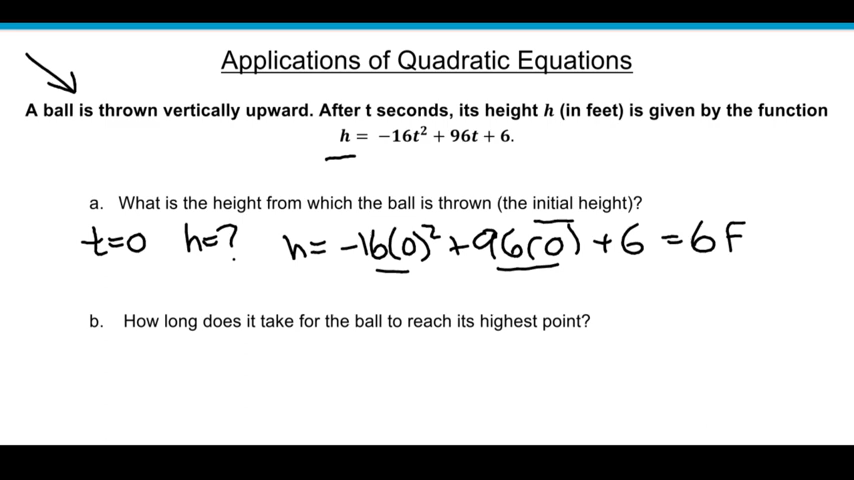 Applications of Quadratic Equations
A ball is thrown vertically upward. After t seconds, its height h (in feet) is given by the function
h = −16t² + 96t + 6.
a. What is the height from which the ball is thrown (the initial height)?
t=0 h=? h= -16(0)² + 96(0) + 6 = 6 F
b. How long does it take for the ball to reach its highest point?